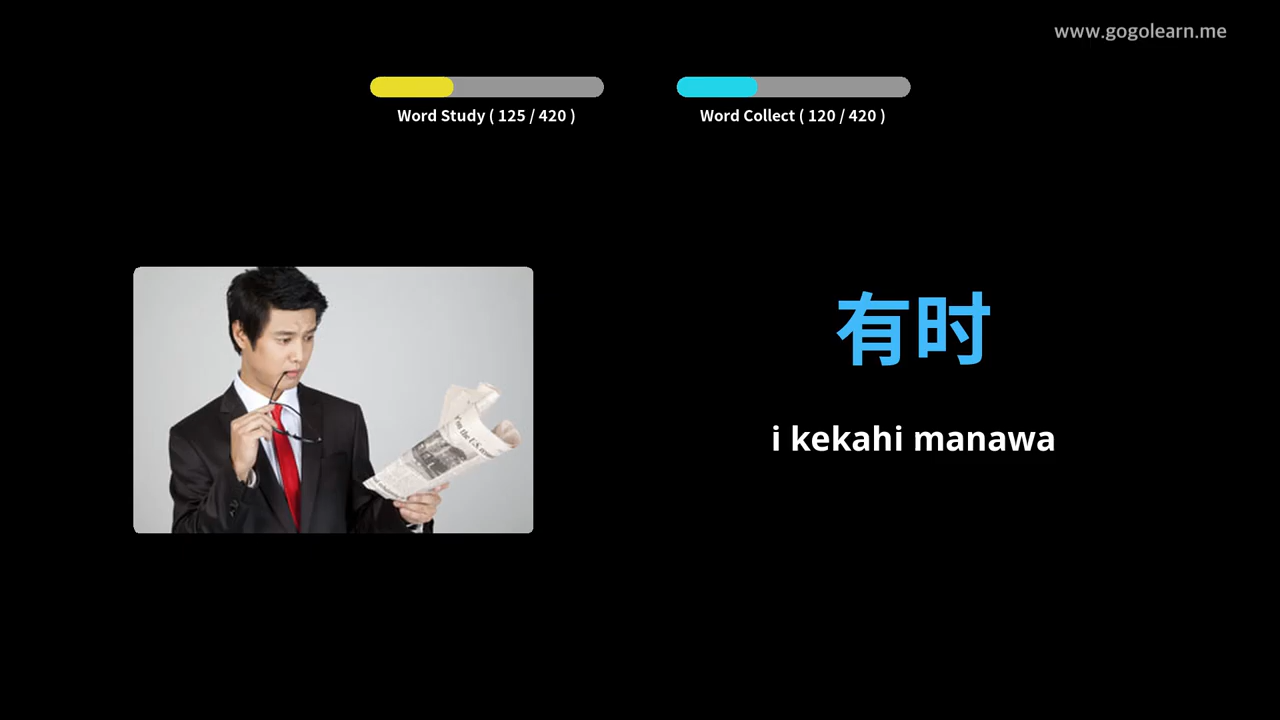 www.gogolearn.me
Word Study ( 125 / 420 )
Word Collect ( 120 / 420 )
有时
i kekahi manawa